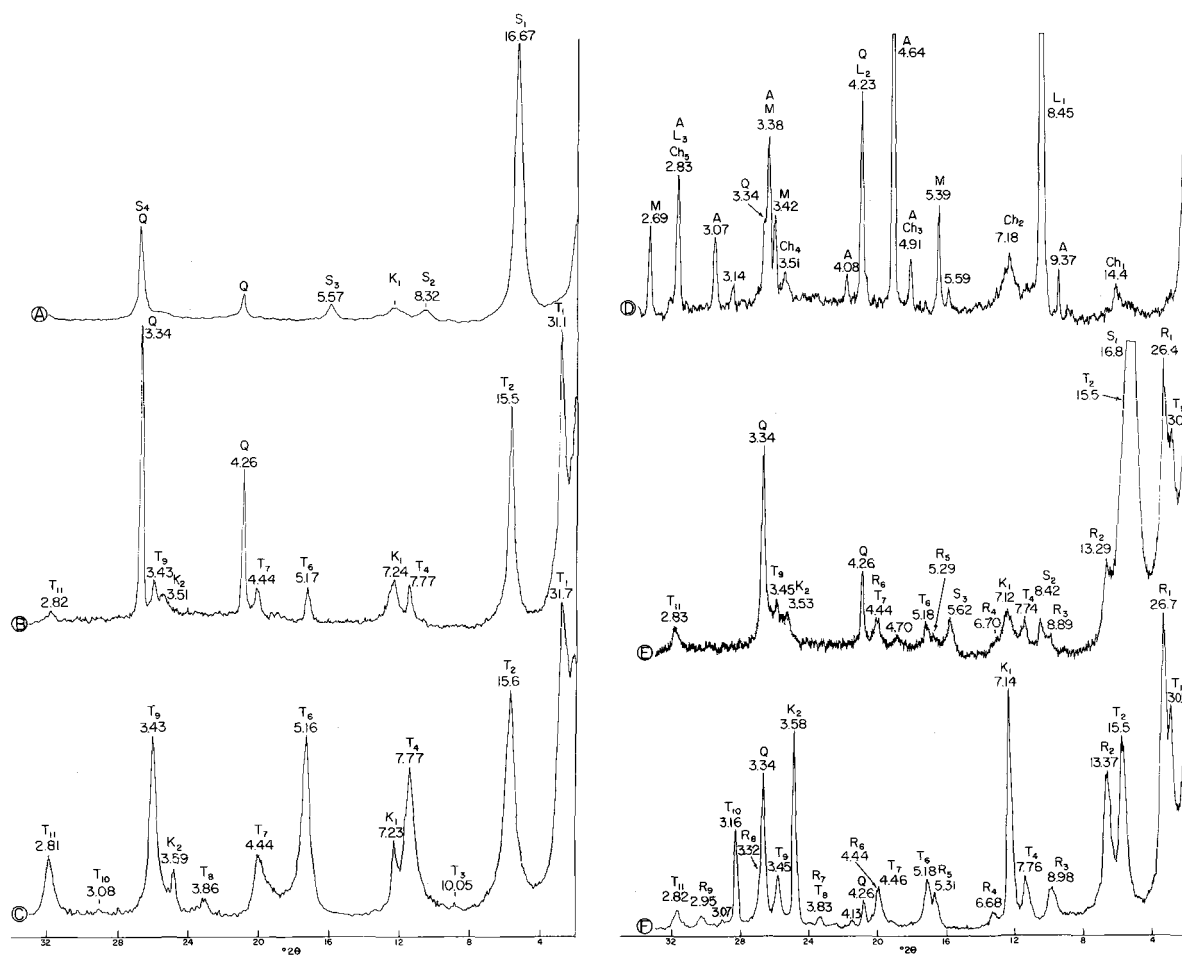 S₁
16.67
S₄
Q
Q
S₃
5.57
K₁
S₂
8.32
A
Q
3.34
T₁
31.1
T₂
15.5
Q
4.26
T₁₁
2.82
T₉
3.43
K₂
3.51
T₇
4.44
T₆
5.17
K₁
7.24
T₄
7.77
B
T₁
31.7
T₂
15.6
T₉
3.43
T₆
5.16
T₄
7.77
T₁₁
2.81
T₁₀
3.08
K₂
3.59
T₈
3.86
T₇
4.44
K₁
7.23
T₃
10.05
C
32 28 24 20 16 12 8 4
°2θ
A
4.64
Q
L₂
4.23
A
M
3.38
L₁
8.45
A
L₃
Ch₅
2.83
Q
3.34
M
2.69
A
3.07
3.14
M
3.42
Ch₄
3.51
A
4.08
A
Ch₃
4.91
M
5.39
5.59
Ch₂
7.18
A
9.37
Ch₁
14.4
D
S₁
16.8
R₁
26.4
T₂
15.5
T₁
30.
Q
3.34
R₂
13.29
Q
4.26
T₁₁
2.83
T₉
3.45
K₂
3.53
R₆
T₇
4.44
4.70
R₅
5.29
T₆
5.18
S₃
5.62
R₄
6.70
K₁
7.12
T₄
7.74
S₂
8.42
R₃
8.89
E
R₁
26.7
T₁
30.
K₁
7.14
K₂
3.58
Q
3.34
T₂
15.5
R₂
13.37
T₁₀
3.16
R₈
3.32
T₉
3.45
T₁₁
2.82
R₉
2.95
3.07
R₇
T₈
3.83
4.13
Q
4.26
R₆
4.44
T₇
4.46
T₆
5.18
R₅
5.31
R₄
6.68
T₄
7.76
R₃
8.98
F
32 28 24 20 16 12 8 4
°2θ